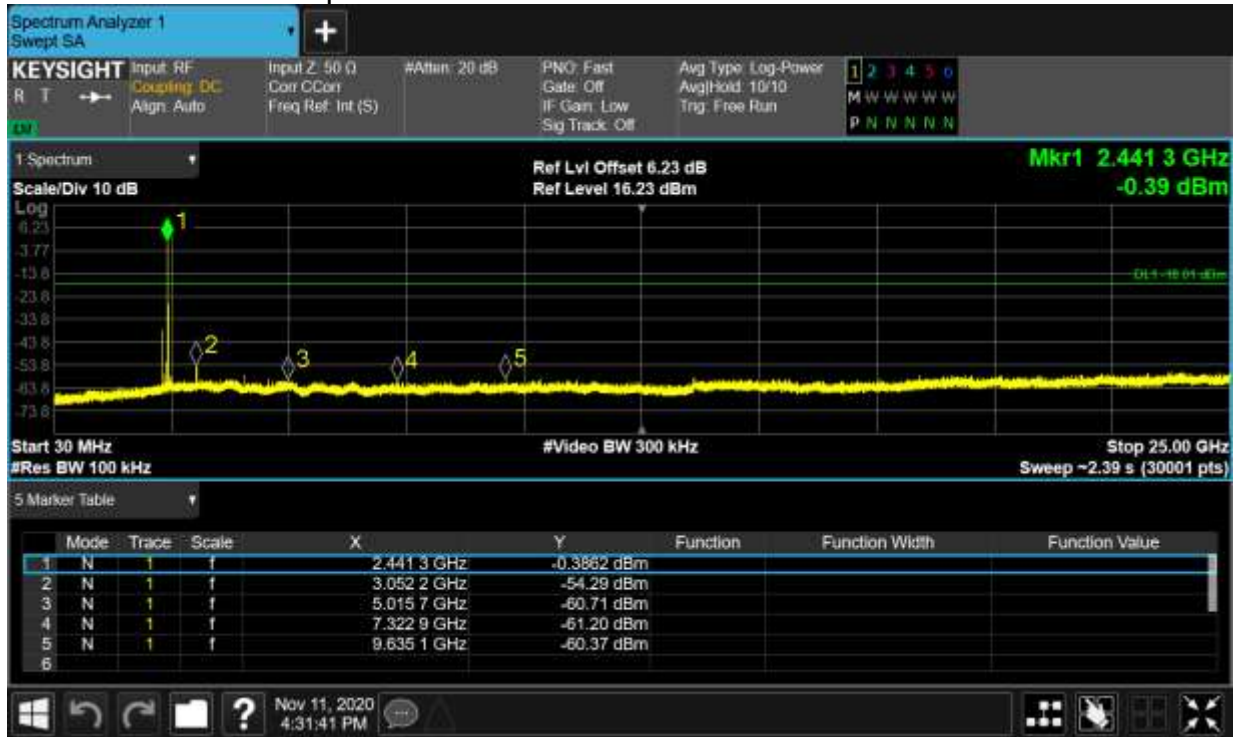 Spectrum Analyzer 1
Swept SA
+
KEYSIGHT Input: RF Input Z: 50 Ω #Atten: 20 dB PNO: Fast Avg Type: Log-Power 1 2 3 4 5 6
R T Coupling: DC Corr CCorr Gate: Off Avg|Hold: 10/10 M W W W W W
Align: Auto Freq Ref: Int (S) IF Gain: Low Trig: Free Run P N N N N N
Sig Track: Off
1 Spectrum Ref Lvl Offset 6.23 dB Mkr1 2.441 3 GHz
Scale/Div 10 dB Ref Level 16.23 dBm -0.39 dBm
Log
6.23 1
-3.77
-13.8 DL1 -18.01 dBm
-23.8
-33.8
-43.8 2
-53.8 3 4 5
-63.8
-73.8
Start 30 MHz #Video BW 300 kHz Stop 25.00 GHz
#Res BW 100 kHz Sweep ~2.39 s (30001 pts)
5 Marker Table
Mode Trace Scale X Y Function Function Width Function Value
1 N 1 f 2.441 3 GHz -0.3862 dBm
2 N 1 f 3.052 2 GHz -54.29 dBm
3 N 1 f 5.015 7 GHz -60.71 dBm
4 N 1 f 7.322 9 GHz -61.20 dBm
5 N 1 f 9.635 1 GHz -60.37 dBm
6
? Nov 11, 2020
4:31:41 PM